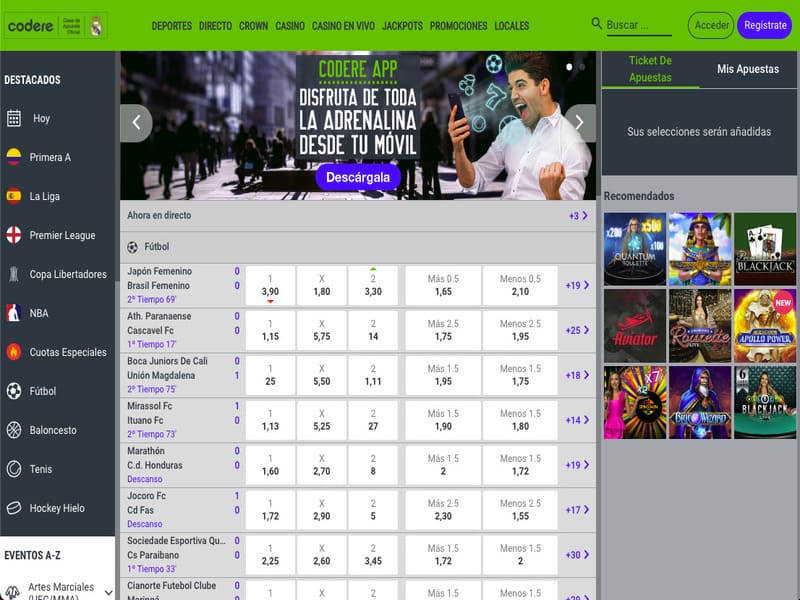 codere
Casa de
Apuestas
Oficial
DEPORTES DIRECTO CROWN CASINO CASINO EN VIVO JACKPOTS PROMOCIONES LOCALES
Buscar ...
Acceder
Regístrate
DESTACADOS
Hoy
Primera A
La Liga
Premier League
Copa Libertadores
NBA
Cuotas Especiales
Fútbol
Baloncesto
Tenis
Hockey Hielo
EVENTOS A-Z
Artes Marciales
(UFC/MMA)
CODERE APP
DISFRUTA DE TODA
LA ADRENALINA
DESDE TU MÓVIL
Descárgala
Ahora en directo
+3
Fútbol
Japón Femenino 0
Brasil Femenino 0
2º Tiempo 69'
1 X 2 Más 0.5 Menos 0.5
3,90 1,80 3,30 1,65 2,10
+19
Ath. Paranaense 0
Cascavel Fc 0
1º Tiempo 17'
1 X 2 Más 2.5 Menos 2.5
1,15 5,75 14 1,75 1,95
+25
Boca Juniors De Cali 0
Unión Magdalena 1
2º Tiempo 75'
1 X 2 Más 1.5 Menos 1.5
25 5,50 1,11 1,95 1,75
+18
Mirassol Fc 1
Ituano Fc 0
2º Tiempo 73'
1 X 2 Más 1.5 Menos 1.5
1,13 5,25 27 1,90 1,80
+14
Marathón 0
C.d. Honduras 0
Descanso
1 X 2 Más 1.5 Menos 1.5
1,60 2,70 8 2 1,72
+19
Jocoro Fc 1
Cd Fas 0
Descanso
1 X 2 Más 2.5 Menos 2.5
1,72 2,90 5 2,30 1,55
+17
Sociedade Esportiva Qu... 0
Cs Paraibano 0
1º Tiempo 33'
1 X 2 Más 1.5 Menos 1.5
2,25 2,60 3,45 1,72 2
+30
Cianorte Futebol Clube 0
Maringá 0
1 X 2 Más 1.5 Menos 1.5
+29
Ticket De
Apuestas
Mis Apuestas
Sus selecciones serán añadidas
Recomendados
x200 x500
x100
QUANTUM
ROULETTE
BLACKJACK
Aviator
Roulette
LIVE
NEW
APOLLO POWER
x2 x7
BLUE WIZARD
6
BLACKJACK